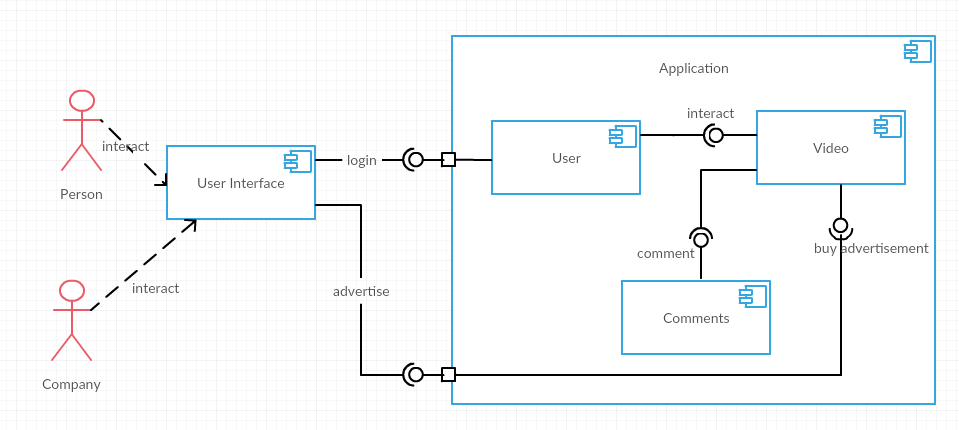 Application
interact
interact
login
User
Video
Person
User Interface
comment
buy advertisement
interact
advertise
Comments
Company